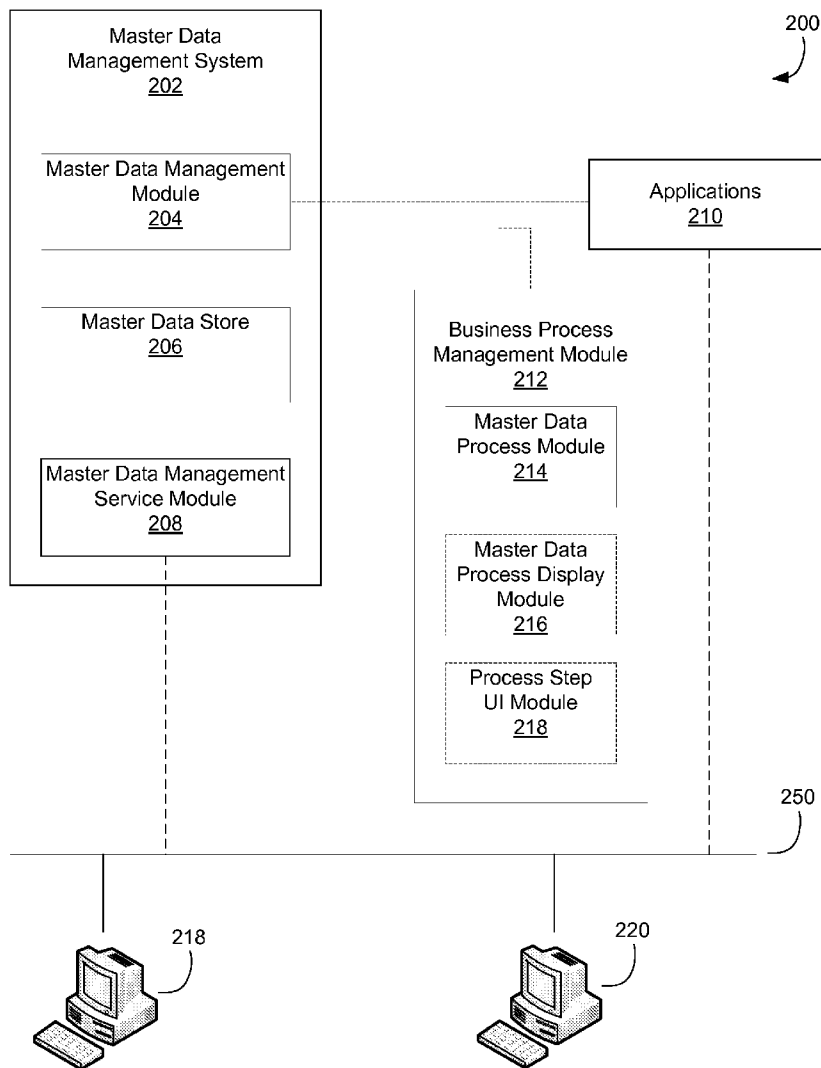 Master Data
Management System
202
200
Master Data Management
Module
204
Applications
210
Master Data Store
206
Business Process
Management Module
212
Master Data
Process Module
214
Master Data Management
Service Module
208
Master Data
Process Display
Module
216
Process Step
UI Module
218
250
218
220